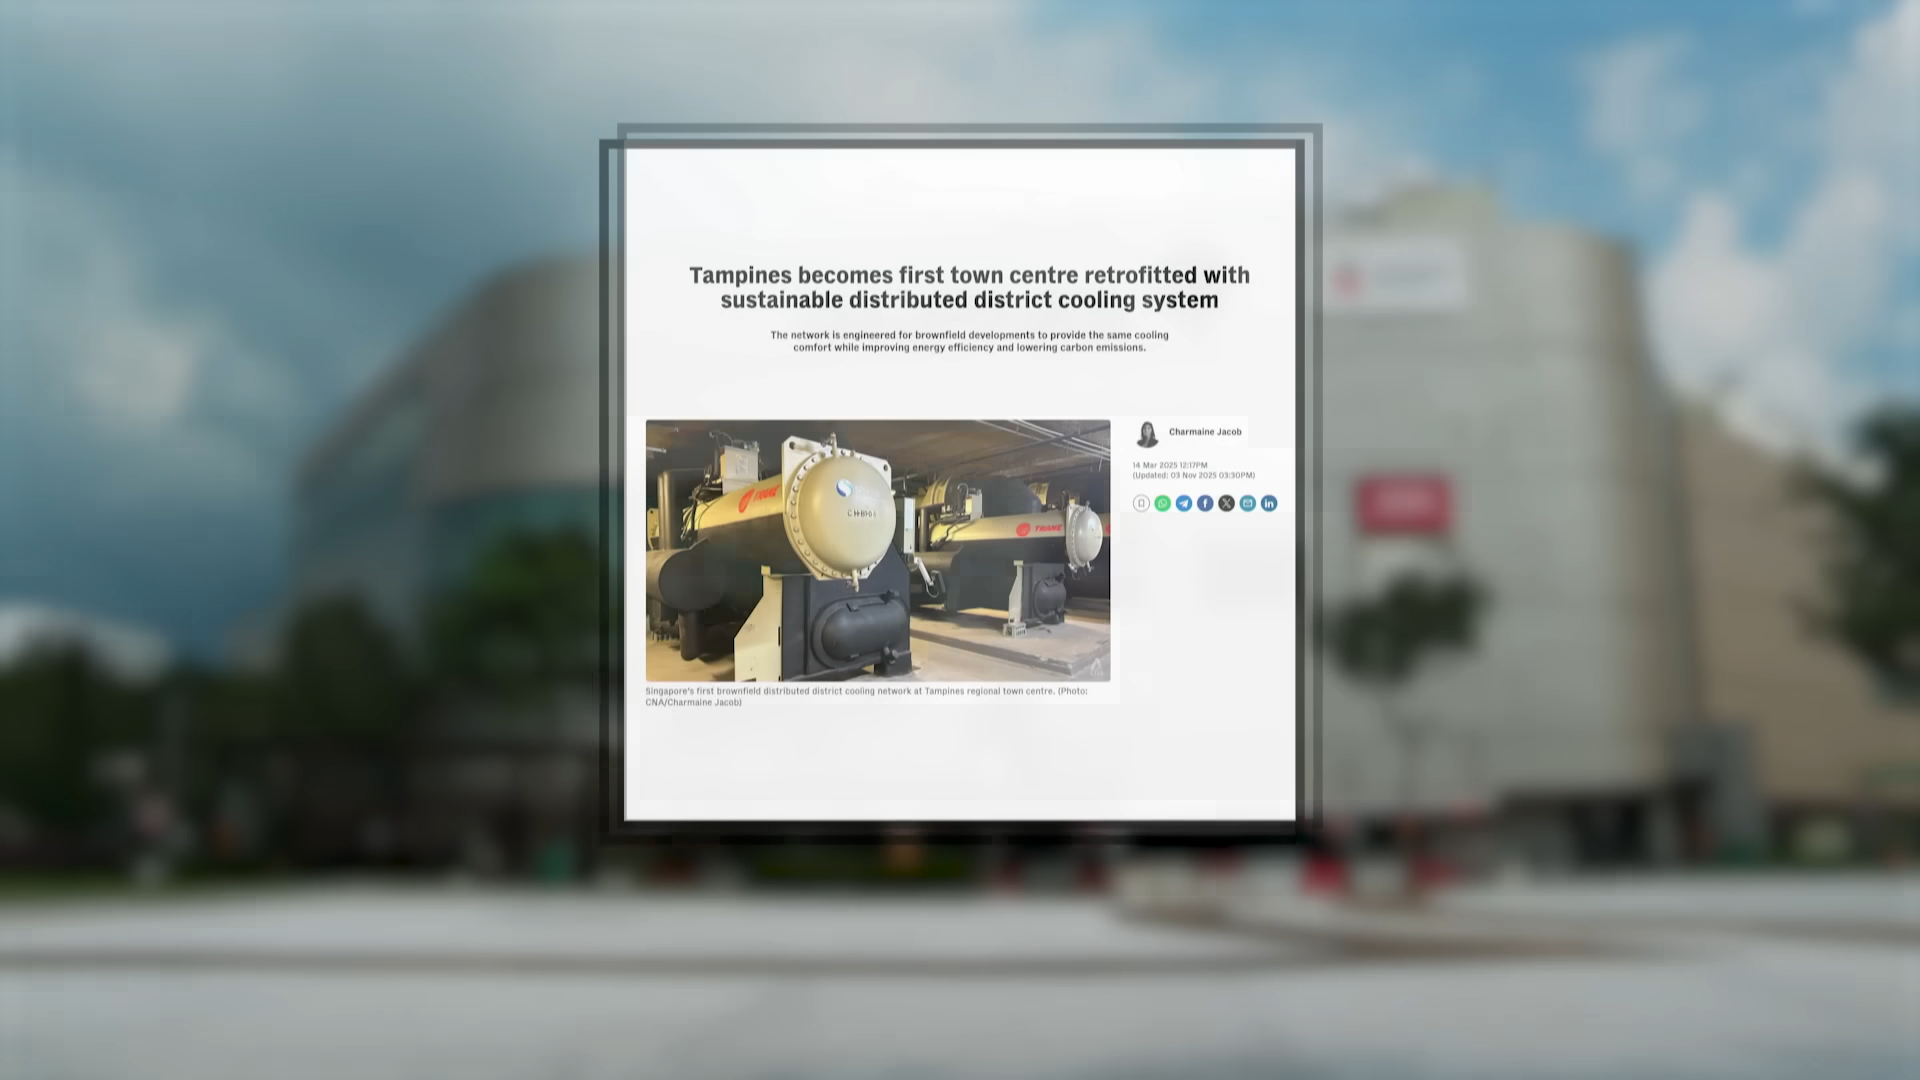 Tampines becomes first town centre retrofitted with
sustainable distributed district cooling system
The network is engineered for brownfield developments to provide the same cooling
comfort while improving energy efficiency and lowering carbon emissions.
Charmaine Jacob
14 Mar 2025 12:17PM
(Updated: 03 Nov 2025 03:30PM)
TRANE
TRANE
Singapore's first brownfield distributed district cooling network at Tampines regional town centre. (Photo:
CNA/Charmaine Jacob)